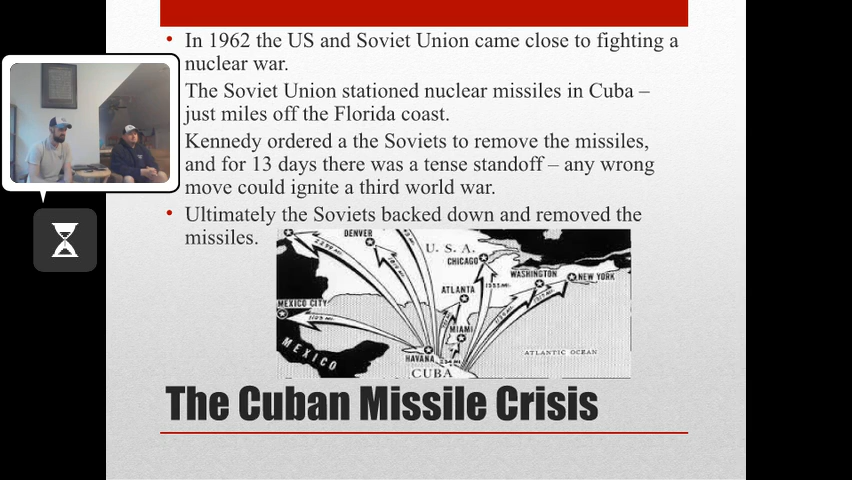 • In 1962 the US and Soviet Union came close to fighting a
nuclear war.
The Soviet Union stationed nuclear missiles in Cuba –
just miles off the Florida coast.
Kennedy ordered a the Soviets to remove the missiles,
and for 13 days there was a tense standoff – any wrong
move could ignite a third world war.
• Ultimately the Soviets backed down and removed the
missiles.
DENVER
U. S. A.
CHICAGO
WASHINGTON
NEW YORK
ATLANTA
MEXICO CITY
MIAMI
MEXICO
HAVANA
ATLANTIC OCEAN
CUBA
The Cuban Missile Crisis